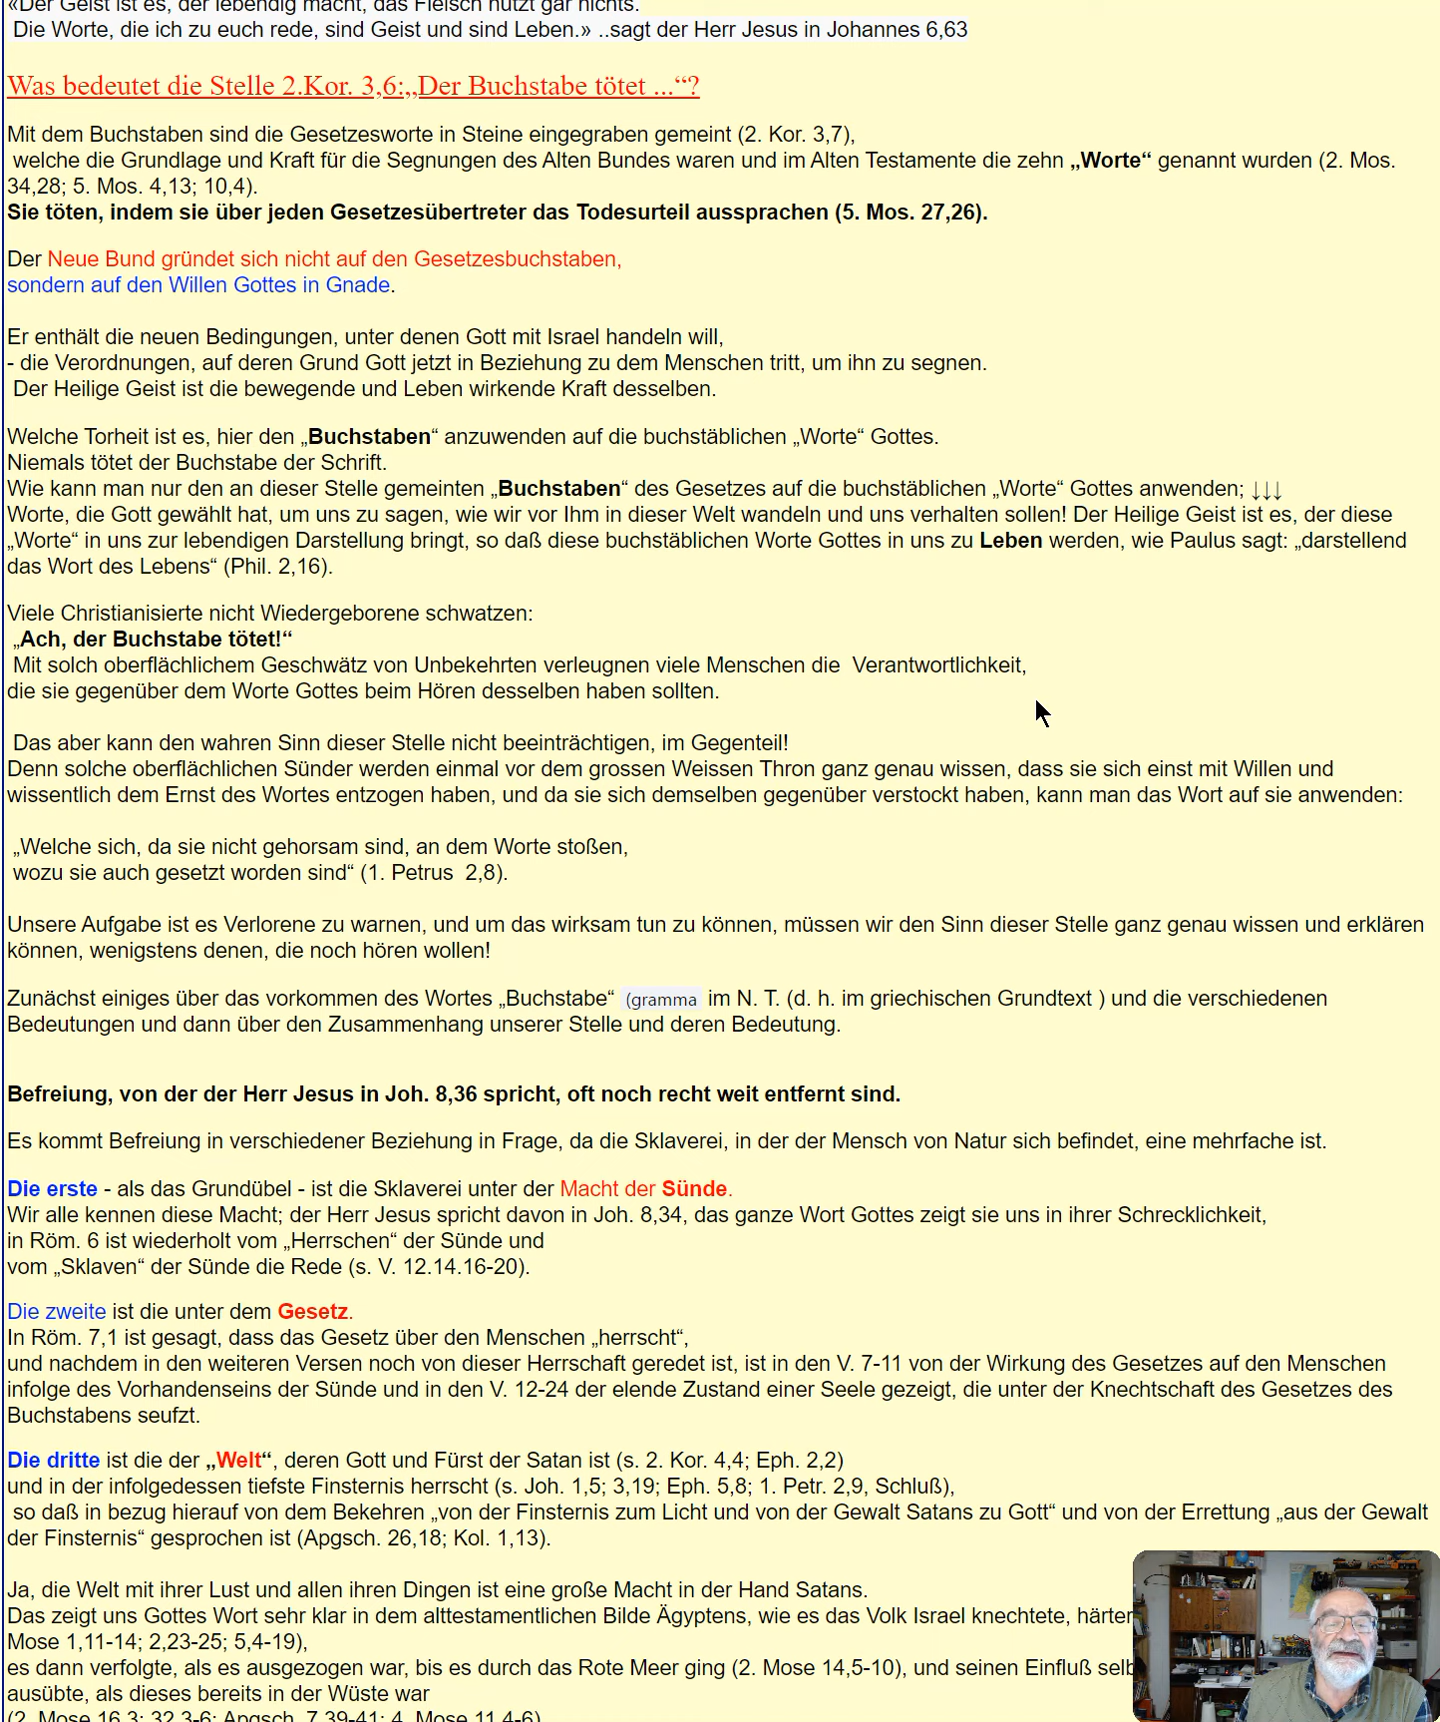 «Der Geist ist es, der lebendig macht, das Fleisch nützt gar nichts.
Die Worte, die ich zu euch rede, sind Geist und sind Leben.» ..sagt der Herr Jesus in Johannes 6,63
Was bedeutet die Stelle 2.Kor. 3,6:„Der Buchstabe tötet ...“?
Mit dem Buchstaben sind die Gesetzesworte in Steine eingegraben gemeint (2. Kor. 3,7),
welche die Grundlage und Kraft für die Segnungen des Alten Bundes waren und im Alten Testamente die zehn „Worte“ genannt wurden (2. Mos.
34,28; 5. Mos. 4,13; 10,4).
Sie töten, indem sie über jeden Gesetzesübertreter das Todesurteil aussprachen (5. Mos. 27,26).
Der Neue Bund gründet sich nicht auf den Gesetzesbuchstaben,
sondern auf den Willen Gottes in Gnade.
Er enthält die neuen Bedingungen, unter denen Gott mit Israel handeln will,
- die Verordnungen, auf deren Grund Gott jetzt in Beziehung zu dem Menschen tritt, um ihn zu segnen.
Der Heilige Geist ist die bewegende und Leben wirkende Kraft desselben.
Welche Torheit ist es, hier den „Buchstaben“ anzuwenden auf die buchstäblichen „Worte“ Gottes.
Niemals tötet der Buchstabe der Schrift.
Wie kann man nur den an dieser Stelle gemeinten „Buchstaben“ des Gesetzes auf die buchstäblichen „Worte“ Gottes anwenden; ↓↓↓
Worte, die Gott gewählt hat, um uns zu sagen, wie wir vor Ihm in dieser Welt wandeln und uns verhalten sollen! Der Heilige Geist ist es, der diese
„Worte“ in uns zur lebendigen Darstellung bringt, so daß diese buchstäblichen Worte Gottes in uns zu Leben werden, wie Paulus sagt: „darstellend
das Wort des Lebens“ (Phil. 2,16).
Viele Christianisierte nicht Wiedergeborene schwatzen:
„Ach, der Buchstabe tötet!“
Mit solch oberflächlichem Geschwätz von Unbekehrten verleugnen viele Menschen die  Verantwortlichkeit,
die sie gegenüber dem Worte Gottes beim Hören desselben haben sollten.
Das aber kann den wahren Sinn dieser Stelle nicht beeinträchtigen, im Gegenteil!
Denn solche oberflächlichen Sünder werden einmal vor dem grossen Weissen Thron ganz genau wissen, dass sie sich einst mit Willen und
wissentlich dem Ernst des Wortes entzogen haben, und da sie sich demselben gegenüber verstockt haben, kann man das Wort auf sie anwenden:
„Welche sich, da sie nicht gehorsam sind, an dem Worte stoßen,
wozu sie auch gesetzt worden sind“ (1. Petrus  2,8).
Unsere Aufgabe ist es Verlorene zu warnen, und um das wirksam tun zu können, müssen wir den Sinn dieser Stelle ganz genau wissen und erklären
können, wenigstens denen, die noch hören wollen!
Zunächst einiges über das vorkommen des Wortes „Buchstabe“ (gramma im N. T. (d. h. im griechischen Grundtext ) und die verschiedenen
Bedeutungen und dann über den Zusammenhang unserer Stelle und deren Bedeutung.
Befreiung, von der der Herr Jesus in Joh. 8,36 spricht, oft noch recht weit entfernt sind.
Es kommt Befreiung in verschiedener Beziehung in Frage, da die Sklaverei, in der der Mensch von Natur sich befindet, eine mehrfache ist.
Die erste - als das Grundübel - ist die Sklaverei unter der Macht der Sünde.
Wir alle kennen diese Macht; der Herr Jesus spricht davon in Joh. 8,34, das ganze Wort Gottes zeigt sie uns in ihrer Schrecklichkeit,
in Röm. 6 ist wiederholt vom „Herrschen“ der Sünde und
vom „Sklaven“ der Sünde die Rede (s. V. 12.14.16-20).
Die zweite ist die unter dem Gesetz.
In Röm. 7,1 ist gesagt, dass das Gesetz über den Menschen „herrscht“,
und nachdem in den weiteren Versen noch von dieser Herrschaft geredet ist, ist in den V. 7-11 von der Wirkung des Gesetzes auf den Menschen
infolge des Vorhandenseins der Sünde und in den V. 12-24 der elende Zustand einer Seele gezeigt, die unter der Knechtschaft des Gesetzes des
Buchstabens seufzt.
Die dritte ist die der „Welt“, deren Gott und Fürst der Satan ist (s. 2. Kor. 4,4; Eph. 2,2)
und in der infolgedessen tiefste Finsternis herrscht (s. Joh. 1,5; 3,19; Eph. 5,8; 1. Petr. 2,9, Schluß),
so daß in bezug hierauf von dem Bekehren „von der Finsternis zum Licht und von der Gewalt Satans zu Gott“ und von der Errettung „aus der Gewalt
der Finsternis“ gesprochen ist (Apgsch. 26,18; Kol. 1,13).
Ja, die Welt mit ihrer Lust und allen ihren Dingen ist eine große Macht in der Hand Satans.
Das zeigt uns Gottes Wort sehr klar in dem alttestamentlichen Bilde Ägyptens, wie es das Volk Israel knechtete, härter
Mose 1,11-14; 2,23-25; 5,4-19),
es dann verfolgte, als es ausgezogen war, bis es durch das Rote Meer ging (2. Mose 14,5-10), und seinen Einfluß selb
ausübte, als dieses bereits in der Wüste war
(2. Mose 16,3; 32,3-6; Apgsch. 7,39-41; 4. Mose 11,4-6)